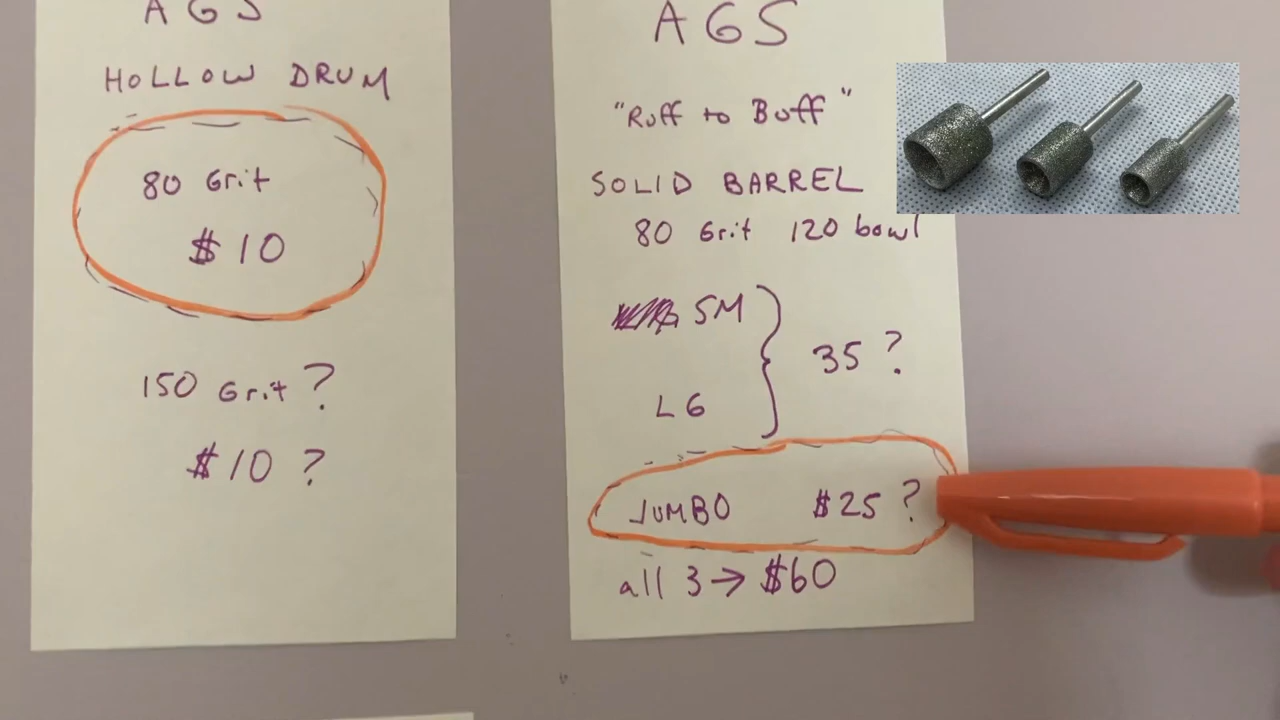 AGS
HOLLOW DRUM
80 Grit
$10
150 Grit?
$10 ?
AGS
"Ruff to Buff"
SOLID BARREL
80 Grit 120 bowl
SM
35 ?
LG
JUMBO $25 ?
all 3 → $60